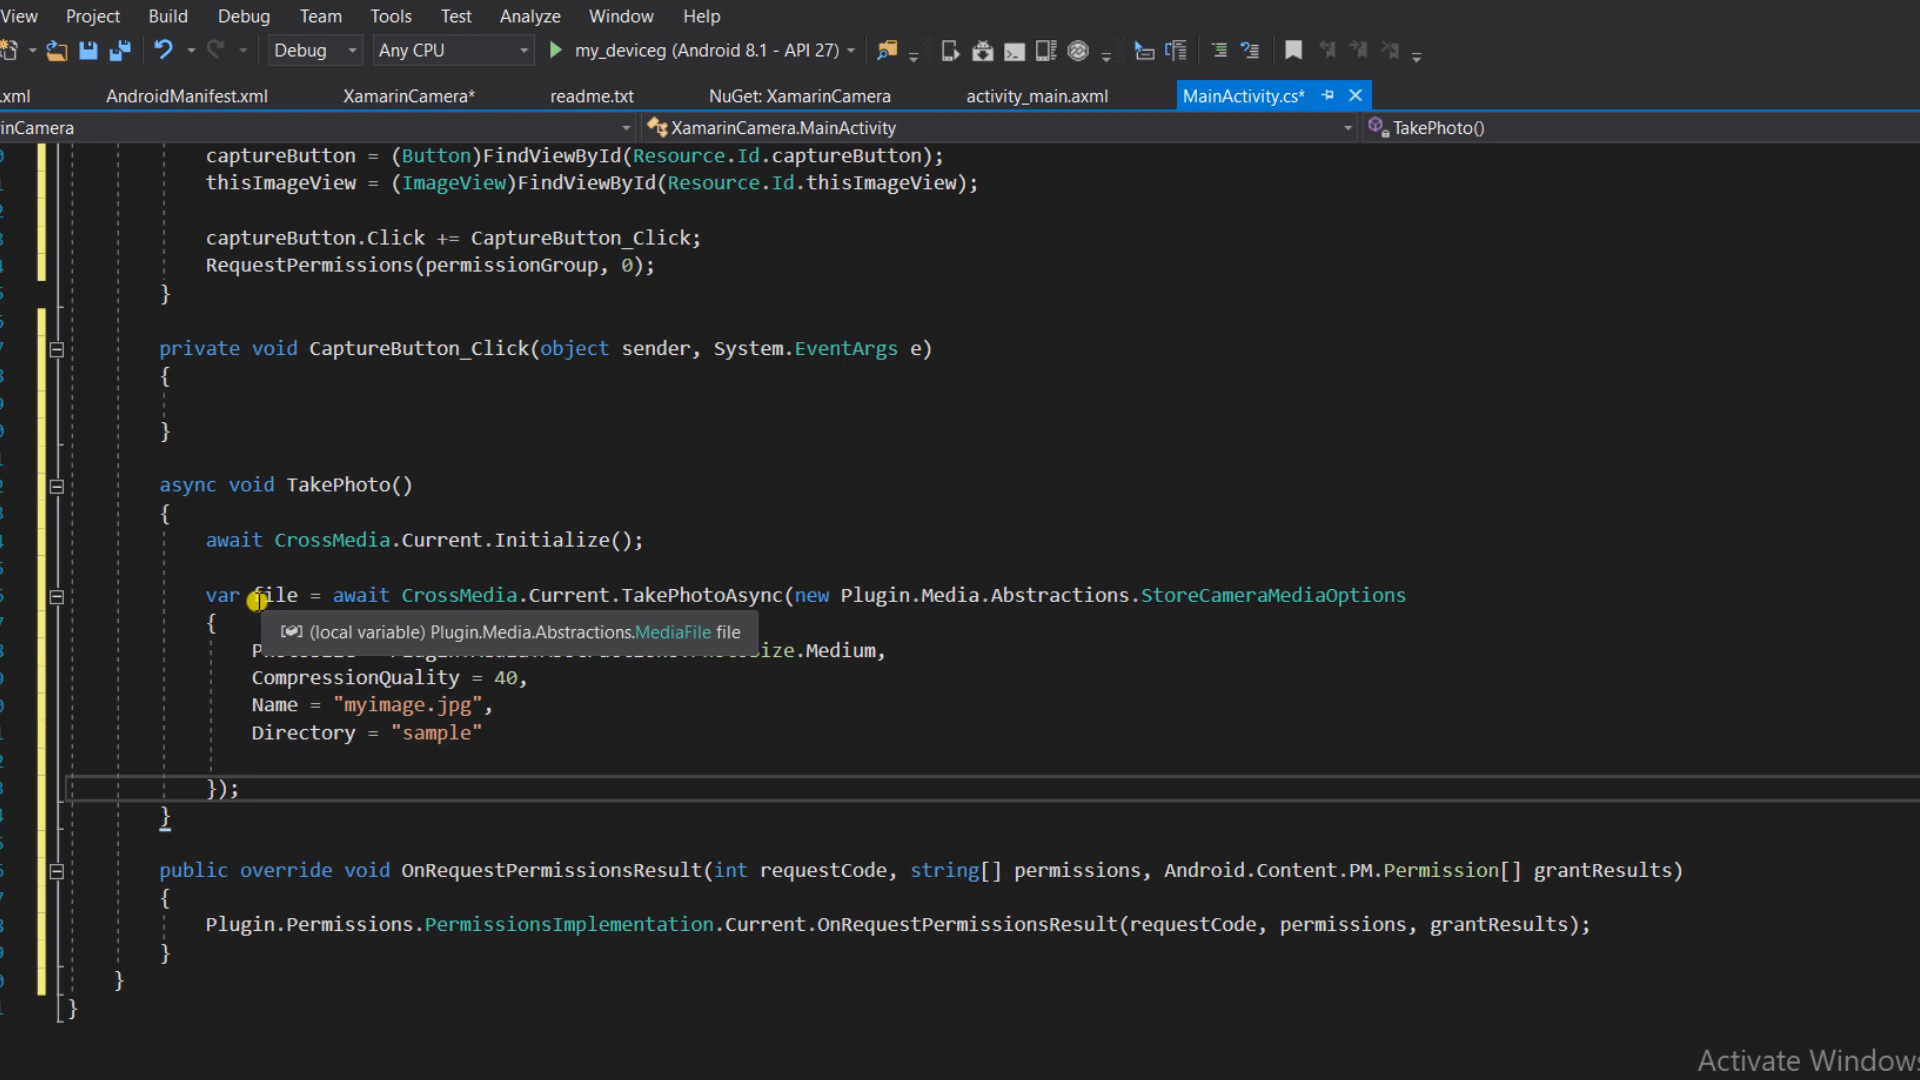 View Project Build Debug Team Tools Test Analyze Window Help
Debug Any CPU my_deviceg (Android 8.1 - API 27)
.xml AndroidManifest.xml XamarinCamera* readme.txt NuGet: XamarinCamera activity_main.axml MainActivity.cs*
inCamera XamarinCamera.MainActivity TakePhoto()
captureButton = (Button)FindViewById(Resource.Id.captureButton);
thisImageView = (ImageView)FindViewById(Resource.Id.thisImageView);
captureButton.Click += CaptureButton_Click;
RequestPermissions(permissionGroup, 0);
}
private void CaptureButton_Click(object sender, System.EventArgs e)
{
}
async void TakePhoto()
{
await CrossMedia.Current.Initialize();
var file = await CrossMedia.Current.TakePhotoAsync(new Plugin.Media.Abstractions.StoreCameraMediaOptions
{
(local variable) Plugin.Media.Abstractions.MediaFile file
.Medium,
CompressionQuality = 40,
Name = "myimage.jpg",
Directory = "sample"
});
}
public override void OnRequestPermissionsResult(int requestCode, string[] permissions, Android.Content.PM.Permission[] grantResults)
{
Plugin.Permissions.PermissionsImplementation.Current.OnRequestPermissionsResult(requestCode, permissions, grantResults);
}
}
}
Activate Windows